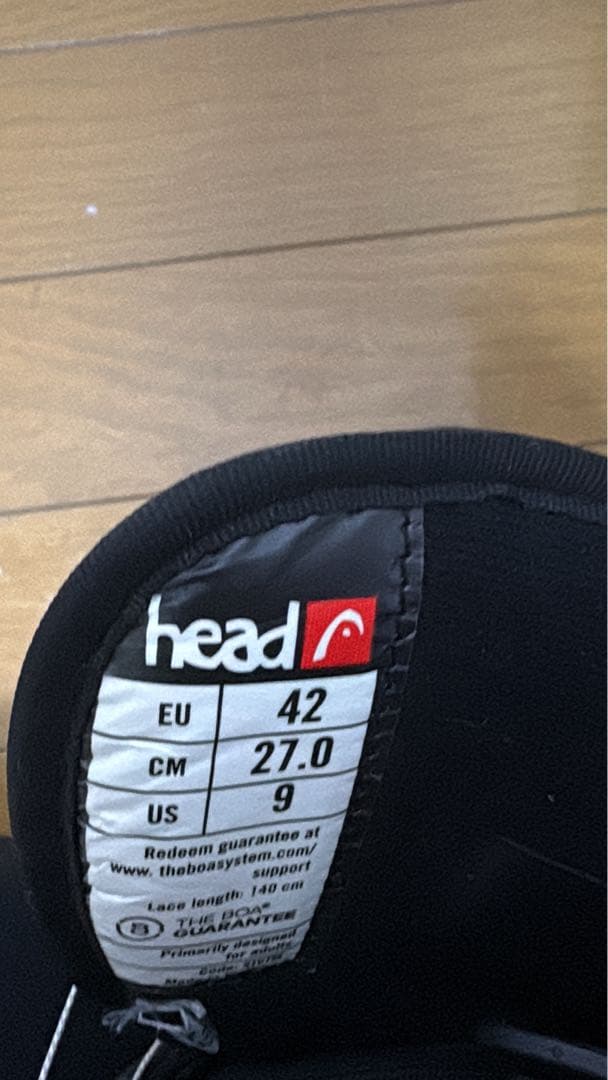 head
EU 42
CM 27.0
US 9
Redeem guarantee at
www.theboasystem.com/
support
Lace length: 140 cm
THE BOA®
GUARANTEE
Primarily designed
for adults
Code: